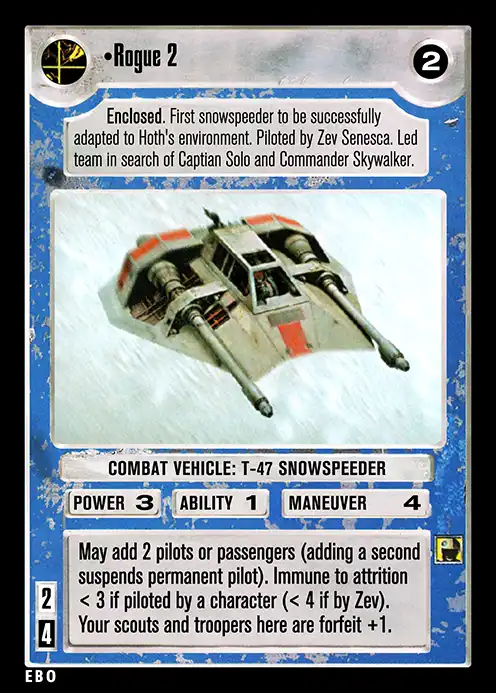 •Rogue 2
2
Enclosed. First snowspeeder to be successfully
adapted to Hoth's environment. Piloted by Zev Senesca. Led
team in search of Captian Solo and Commander Skywalker.
COMBAT VEHICLE: T-47 SNOWSPEEDER
POWER 3 ABILITY 1 MANEUVER 4
May add 2 pilots or passengers (adding a second
suspends permanent pilot). Immune to attrition
< 3 if piloted by a character (< 4 if by Zev).
Your scouts and troopers here are forfeit +1.
2
4
EBO